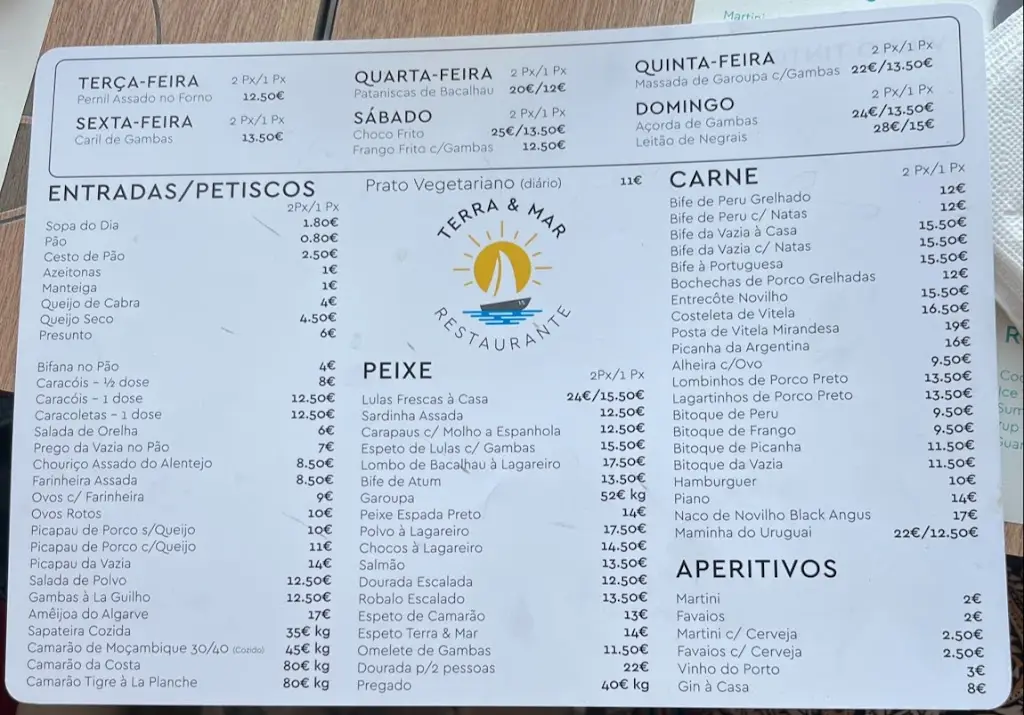 Martini
TERÇA-FEIRA 2 Px/1 Px
Pernil Assado no Forno 12.50€
SEXTA-FEIRA 2 Px/1 Px
Caril de Gambas 13.50€
QUARTA-FEIRA 2 Px/1 Px
Pataniscas de Bacalhau 20€/12€
SÁBADO 2 Px/1 Px
Choco Frito 25€/13.50€
Frango Frito c/Gambas 12.50€
QUINTA-FEIRA 2 Px/1 Px
Massada de Garoupa c/Gambas 22€/13.50€
DOMINGO 2 Px/1 Px
Açorda de Gambas 24€/13.50€
Leitão de Negrais 28€/15€
ENTRADAS/PETISCOS
2Px/1 Px
Sopa do Dia 1.80€
Pão 0.80€
Cesto de Pão 2.50€
Azeitonas 1€
Manteiga 1€
Queijo de Cabra 4€
Queijo Seco 4.50€
Presunto 6€
Bifana no Pão 4€
Caracóis - ½ dose 8€
Caracóis - 1 dose 12.50€
Caracoletas - 1 dose 12.50€
Salada de Orelha 6€
Prego da Vazia no Pão 7€
Chouriço Assado do Alentejo 8.50€
Farinheira Assada 8.50€
Ovos c/ Farinheira 9€
Ovos Rotos 10€
Picapau de Porco s/Queijo 10€
Picapau de Porco c/Queijo 11€
Picapau da Vazia 14€
Salada de Polvo 12.50€
Gambas à La Guilho 12.50€
Amêijoa do Algarve 17€
Sapateira Cozida 35€ kg
Camarão de Moçambique 30/40 (Cozido) 45€ kg
Camarão da Costa 80€ kg
Camarão Tigre à La Planche 80€ kg
Prato Vegetariano (diário) 11€
TERRA & MAR
RESTAURANTE
PEIXE 2Px/1 Px
Lulas Frescas à Casa 24€/15.50€
Sardinha Assada 12.50€
Carapaus c/ Molho a Espanhola 12.50€
Espeto de Lulas c/ Gambas 15.50€
Lombo de Bacalhau à Lagareiro 17.50€
Bife de Atum 13.50€
Garoupa 52€ kg
Peixe Espada Preto 14€
Polvo à Lagareiro 17.50€
Chocos à Lagareiro 14.50€
Salmão 13.50€
Dourada Escalada 12.50€
Robalo Escalado 13.50€
Espeto de Camarão 13€
Espeto Terra & Mar 14€
Omelete de Gambas 11.50€
Dourada p/2 pessoas 22€
Pregado 40€ kg
CARNE 2 Px/1 Px
Bife de Peru Grelhado 12€
Bife de Peru c/ Natas 12€
Bife da Vazia à Casa 15.50€
Bife da Vazia c/ Natas 15.50€
Bife à Portuguesa 15.50€
Bochechas de Porco Grelhadas 12€
Entrecôte Novilho 15.50€
Costeleta de Vitela 16.50€
Posta de Vitela Mirandesa 19€
Picanha da Argentina 16€
Alheira c/Ovo 9.50€
Lombinhos de Porco Preto 13.50€
Lagartinhos de Porco Preto 13.50€
Bitoque de Peru 9.50€
Bitoque de Frango 9.50€
Bitoque de Picanha 11.50€
Bitoque da Vazia 11.50€
Hamburguer 10€
Piano 14€
Naco de Novilho Black Angus 17€
Maminha do Uruguai 22€/12.50€
APERITIVOS
Martini 2€
Favaios 2€
Martini c/ Cerveja 2.50€
Favaios c/ Cerveja 2.50€
Vinho do Porto 3€
Gin à Casa 8€